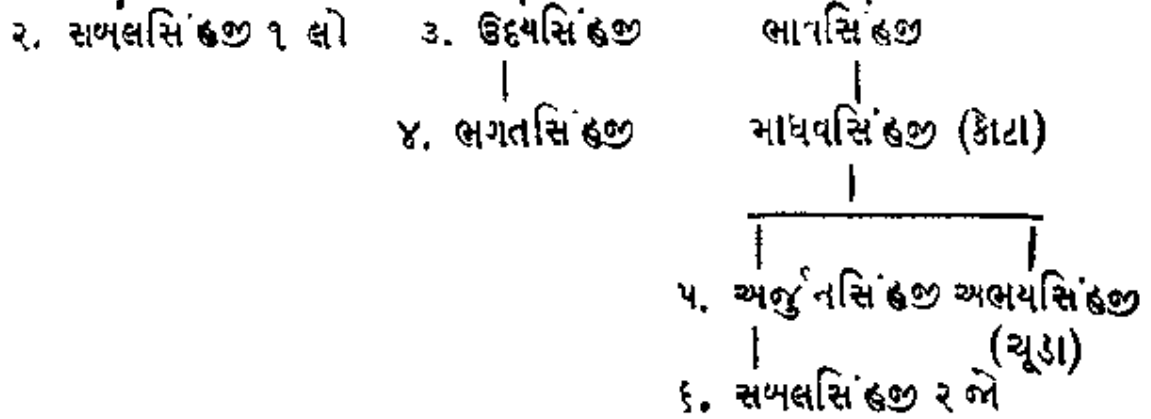 ૨. સબલસિંહજી ૧ લો ૩. ઉદયસિંહજી ભાવસિંહજી
૪. ભગતસિંહજી માધવસિંહજી (કોટા)
૫. અર્જુનસિંહજી અભયસિંહજી
(ચૂડા)
૬. સબલસિંહજી ૨ જો